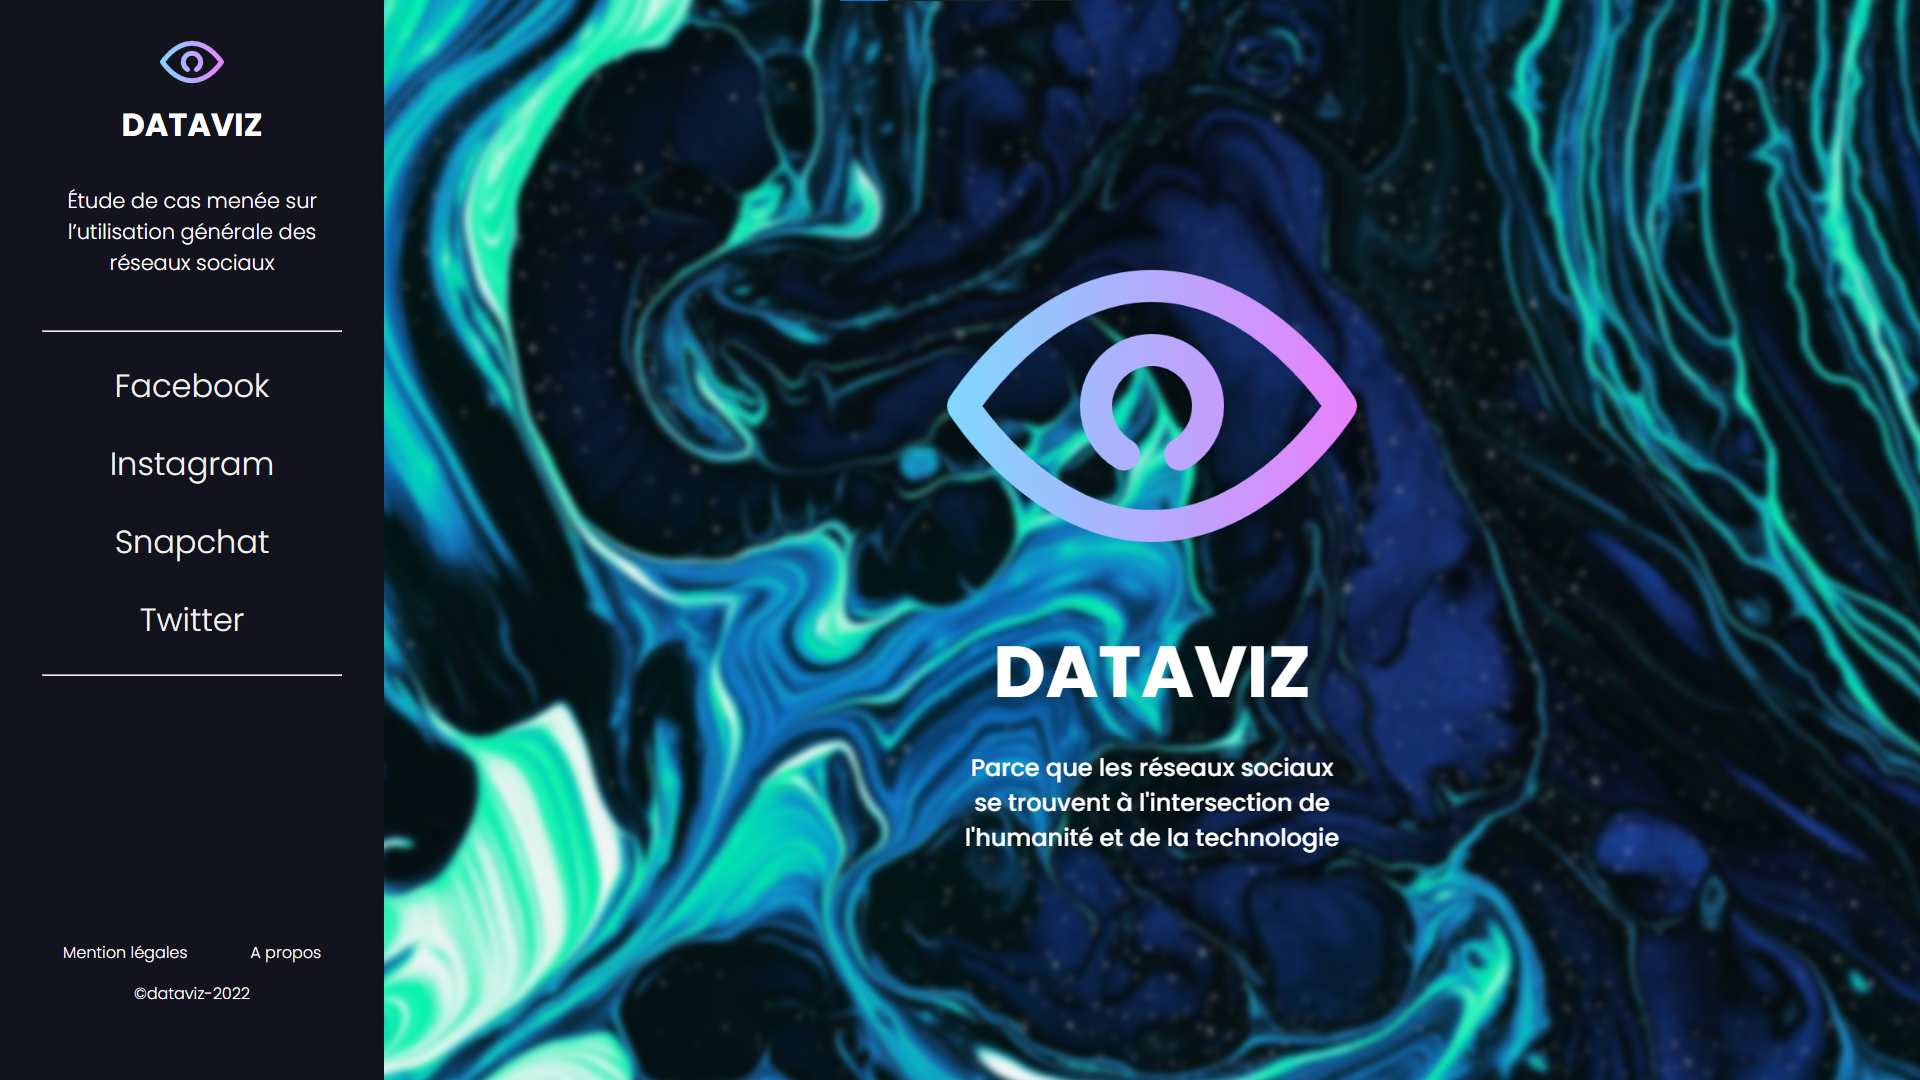 DATAVIZ
Étude de cas menée sur
l’utilisation générale des
réseaux sociaux
Facebook
Instagram
Snapchat
Twitter
Mention légales
A propos
©dataviz-2022
DATAVIZ
Parce que les réseaux sociaux
se trouvent à l'intersection de
l'humanité et de la technologie